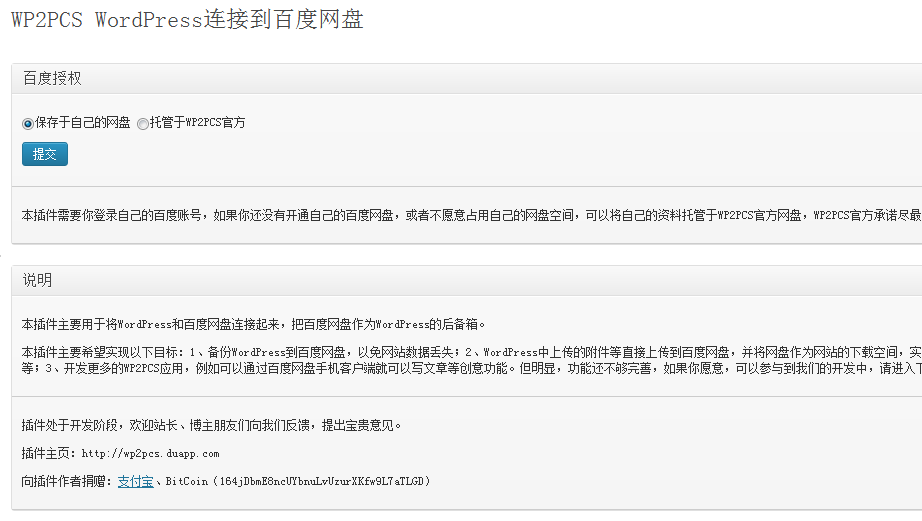 WP2PCS WordPress连接到百度网盘
百度授权
保存于自己的网盘 托管于WP2PCS官方
提交
本插件需要你登录自己的百度账号，如果你还没有开通自己的百度网盘，或者不愿意占用自己的网盘空间，可以将自己的资料托管于WP2PCS官方网盘，WP2PCS官方承诺尽最
说明
本插件主要用于将WordPress和百度网盘连接起来，把百度网盘作为WordPress的后备箱。
本插件主要希望实现以下目标：1、备份WordPress到百度网盘，以免网站数据丢失；2、WordPress中上传的附件等直接上传到百度网盘，并将网盘作为网站的下载空间，实
等；3、开发更多的WP2PCS应用，例如可以通过百度网盘手机客户端就可以写文章等创意功能。但明显，功能还不够完善，如果你愿意，可以参与到我们的开发中，请进入下
插件处于开发阶段，欢迎站长、博主朋友们向我们反馈，提出宝贵意见。
插件主页：http://wp2pcs.duapp.com
向插件作者捐赠：支付宝、BitCoin（164jDbmE8ncUYbnuLvUzurXKfw9L7aTLGD）